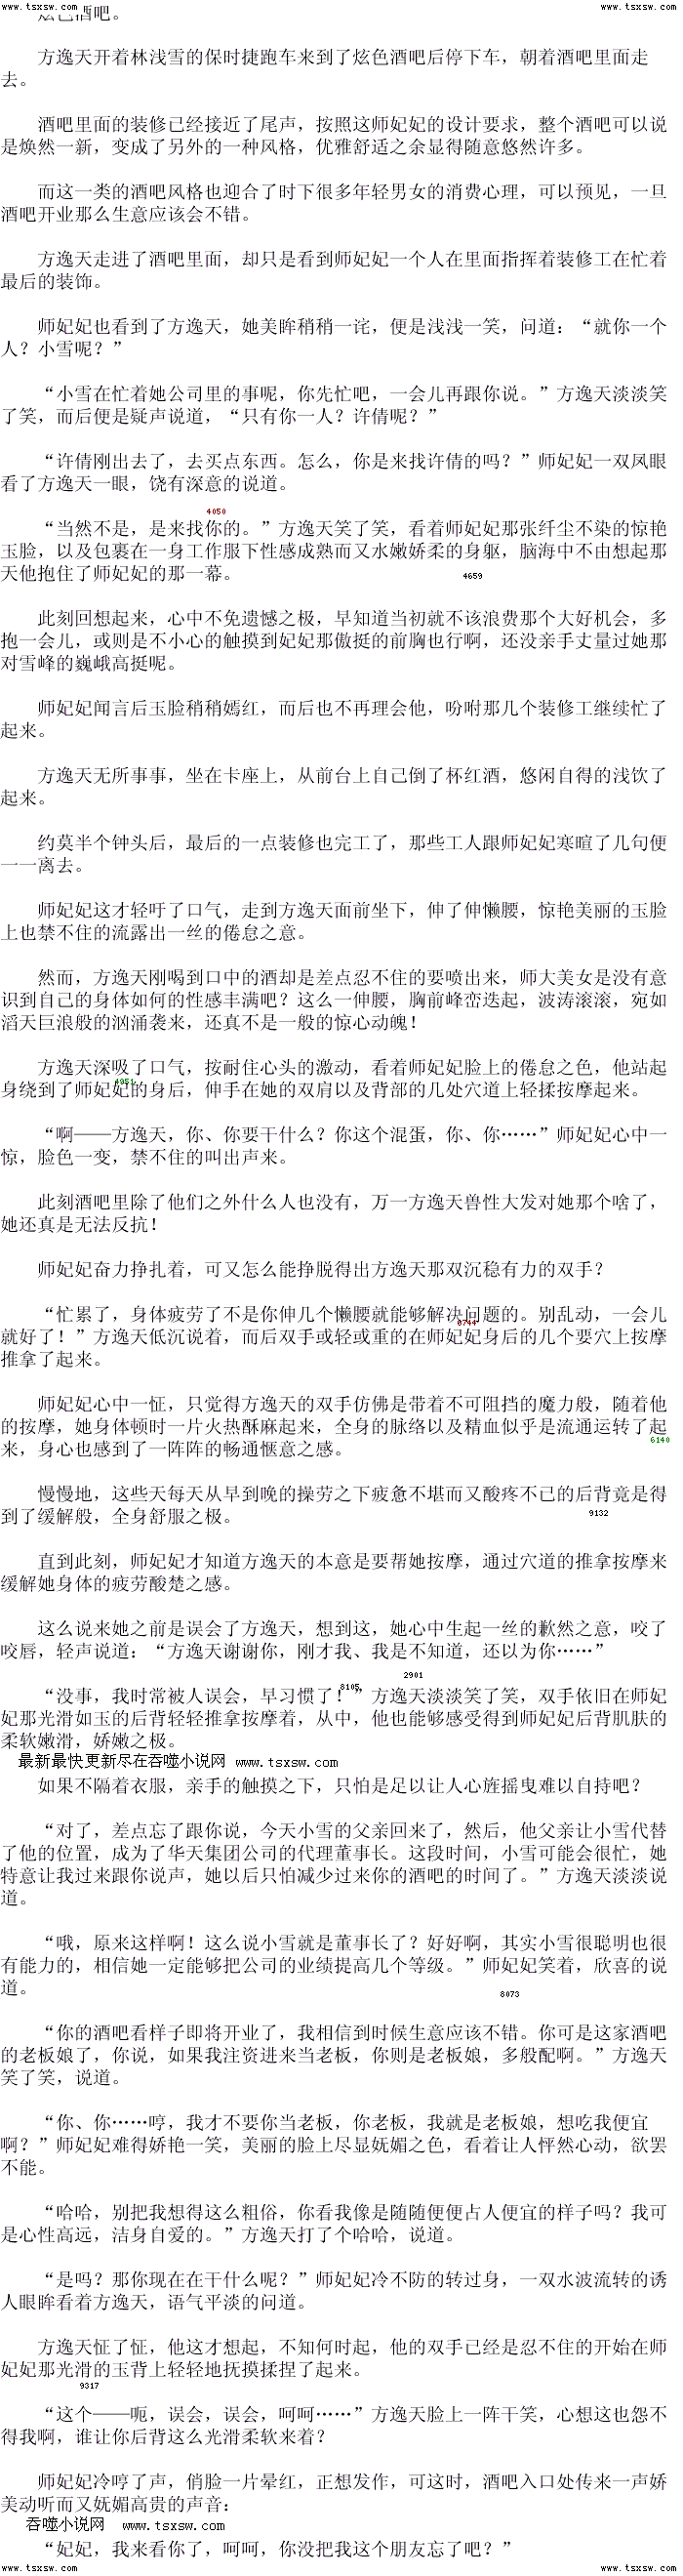 www.tsxsw.com www.tsxsw.com
炫色酒吧。
方逸天开着林浅雪的保时捷跑车来到了炫色酒吧后停下车，朝着酒吧里面走
去。
酒吧里面的装修已经接近了尾声，按照这师妃妃的设计要求，整个酒吧可以说
是焕然一新，变成了另外的一种风格，优雅舒适之余显得随意悠然许多。
而这一类的酒吧风格也迎合了时下很多年轻男女的消费心理，可以预见，一旦
酒吧开业那么生意应该会不错。
方逸天走进了酒吧里面，却只是看到师妃妃一个人在里面指挥着装修工在忙着
最后的装饰。
师妃妃也看到了方逸天，她美眸稍稍一诧，便是浅浅一笑，问道：“就你一个
人？小雪呢？”
“小雪在忙着她公司里的事呢，你先忙吧，一会儿再跟你说。”方逸天淡淡笑
了笑，而后便是疑声说道，“只有你一人？许倩呢？”
“许倩刚出去了，去买点东西。怎么，你是来找许倩的吗？”师妃妃一双凤眼
看了方逸天一眼，饶有深意的说道。
4050
“当然不是，是来找你的。”方逸天笑了笑，看着师妃妃那张纤尘不染的惊艳
玉脸，以及包裹在一身工作服下性感成熟而又水嫩娇柔的身躯，脑海中不由想起那
天他抱住了师妃妃的那一幕。
4659
此刻回想起来，心中不免遗憾之极，早知道当初就不该浪费那个大好机会，多
抱一会儿，或则是不小心的触摸到妃妃那傲挺的前胸也行啊，还没亲手丈量过她那
对雪峰的巍峨高挺呢。
师妃妃闻言后玉脸稍稍嫣红，而后也不再理会他，吩咐那几个装修工继续忙了
起来。
方逸天无所事事，坐在卡座上，从前台上自己倒了杯红酒，悠闲自得的浅饮了
起来。
约莫半个钟头后，最后的一点装修也完工了，那些工人跟师妃妃寒暄了几句便
一一离去。
师妃妃这才轻吁了口气，走到方逸天面前坐下，伸了伸懒腰，惊艳美丽的玉脸
上也禁不住的流露出一丝的倦怠之意。
然而，方逸天刚喝到口中的酒却是差点忍不住的要喷出来，师大美女是没有意
识到自己的身体如何的性感丰满吧？这么一伸腰，胸前峰峦迭起，波涛滚滚，宛如
滔天巨浪般的汹涌袭来，还真不是一般的惊心动魄！
方逸天深吸了口气，按耐住心头的激动，看着师妃妃脸上的倦怠之色，他站起
4951
身绕到了师妃妃的身后，伸手在她的双肩以及背部的几处穴道上轻揉按摩起来。
“啊——方逸天，你、你要干什么？你这个混蛋，你、你……”师妃妃心中一
惊，脸色一变，禁不住的叫出声来。
此刻酒吧里除了他们之外什么人也没有，万一方逸天兽性大发对她那个啥了，
她还真是无法反抗！
师妃妃奋力挣扎着，可又怎么能挣脱得出方逸天那双沉稳有力的双手？
“忙累了，身体疲劳了不是你伸几个懒腰就能够解决问题的。别乱动，一会儿
8744
就好了！”方逸天低沉说着，而后双手或轻或重的在师妃妃身后的几个要穴上按摩
推拿了起来。
师妃妃心中一怔，只觉得方逸天的双手仿佛是带着不可阻挡的魔力般，随着他
的按摩，她身体顿时一片火热酥麻起来，全身的脉络以及精血似乎是流通运转了起
6140
来，身心也感到了一阵阵的畅通惬意之感。
慢慢地，这些天每天从早到晚的操劳之下疲惫不堪而又酸疼不已的后背竟是得
到了缓解般，全身舒服之极。
9132
直到此刻，师妃妃才知道方逸天的本意是要帮她按摩，通过穴道的推拿按摩来
缓解她身体的疲劳酸楚之感。
这么说来她之前是误会了方逸天，想到这，她心中生起一丝的歉然之意，咬了
咬唇，轻声说道：“方逸天谢谢你，刚才我、我是不知道，还以为你……”
2901
8105
“没事，我时常被人误会，早习惯了！”方逸天淡淡笑了笑，双手依旧在师妃
妃那光滑如玉的后背轻轻推拿按摩着，从中，他也能够感受得到师妃妃后背肌肤的
柔软嫩滑，娇嫩之极。
最新最快更新尽在吞噬小说网 www.tsxsw.com
如果不隔着衣服，亲手的触摸之下，只怕是足以让人心旌摇曳难以自持吧？
“对了，差点忘了跟你说，今天小雪的父亲回来了，然后，他父亲让小雪代替
了他的位置，成为了华天集团公司的代理董事长。这段时间，小雪可能会很忙，她
特意让我过来跟你说声，她以后只怕减少过来你的酒吧的时间了。”方逸天淡淡说
道。
“哦，原来这样啊！这么说小雪就是董事长了？好好啊，其实小雪很聪明也很
有能力的，相信她一定能够把公司的业绩提高几个等级。”师妃妃笑着，欣喜的说
道。
8073
“你的酒吧看样子即将开业了，我相信到时候生意应该不错。你可是这家酒吧
的老板娘了，你说，如果我注资进来当老板，你则是老板娘，多般配啊。”方逸天
笑了笑，说道。
“你、你……哼，我才不要你当老板，你老板，我就是老板娘，想吃我便宜
啊？”师妃妃难得娇艳一笑，美丽的脸上尽显妩媚之色，看着让人怦然心动，欲罢
不能。
“哈哈，别把我想得这么粗俗，你看我像是随随便便占人便宜的样子吗？我可
是心性高远，洁身自爱的。”方逸天打了个哈哈，说道。
“是吗？那你现在在干什么呢？”师妃妃冷不防的转过身，一双水波流转的诱
人眼眸看着方逸天，语气平淡的问道。
方逸天怔了怔，他这才想起，不知何时起，他的双手已经是忍不住的开始在师
妃妃那光滑的玉背上轻轻地抚摸揉捏了起来。
9317
“这个——呃，误会，误会，呵呵……”方逸天脸上一阵干笑，心想这也怨不
得我啊，谁让你后背这么光滑柔软来着？
师妃妃冷哼了声，俏脸一片晕红，正想发作，可这时，酒吧入口处传来一声娇
美动听而又妩媚高贵的声音：
吞噬小说网 www.tsxsw.com
“妃妃，我来看你了，呵呵，你没把我这个朋友忘了吧？”
www.tsxsw.com www.tsxsw.com